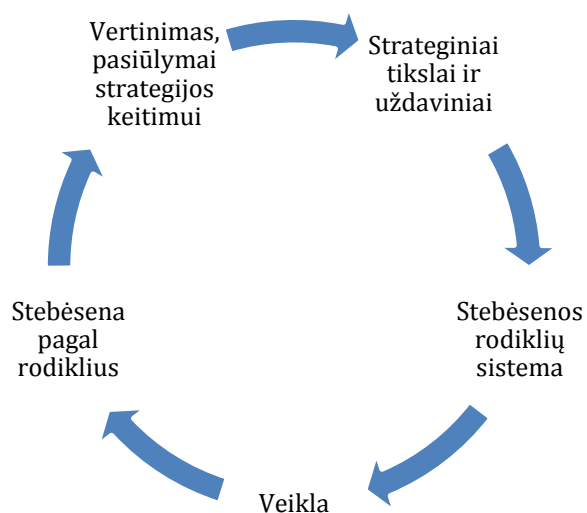 Vertinimas,
pasiūlymai
strategijos
keitimui
Strateginiai
tikslai ir
uždaviniai
Stebėsenos
rodiklių
sistema
Veikla
Stebėsena
pagal
rodiklius